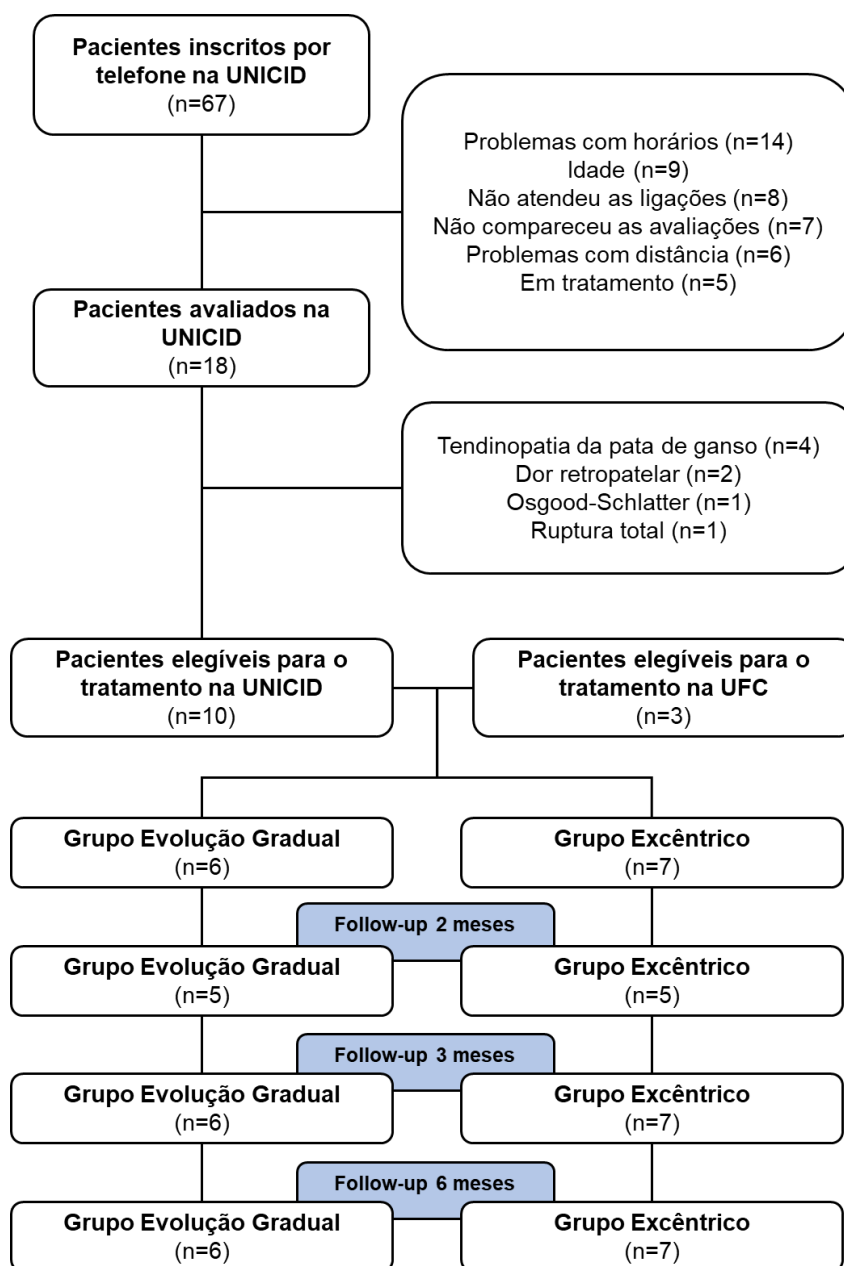 Pacientes inscritos por
telefone na UNICID
(n=67)
Problemas com horários (n=14)
Idade (n=9)
Não atendeu as ligações (n=8)
Não compareceu as avaliações (n=7)
Problemas com distância (n=6)
Em tratamento (n=5)
Pacientes avaliados na
UNICID
(n=18)
Tendinopatia da pata de ganso (n=4)
Dor retropatelar (n=2)
Osgood-Schlatter (n=1)
Ruptura total (n=1)
Pacientes elegíveis para o
tratamento na UNICID
(n=10)
Pacientes elegíveis para o
tratamento na UFC
(n=3)
Grupo Evolução Gradual
(n=6)
Grupo Excêntrico
(n=7)
Follow-up 2 meses
Grupo Evolução Gradual
(n=5)
Grupo Excêntrico
(n=5)
Follow-up 3 meses
Grupo Evolução Gradual
(n=6)
Grupo Excêntrico
(n=7)
Follow-up 6 meses
Grupo Evolução Gradual
(n=6)
Grupo Excêntrico
(n=7)